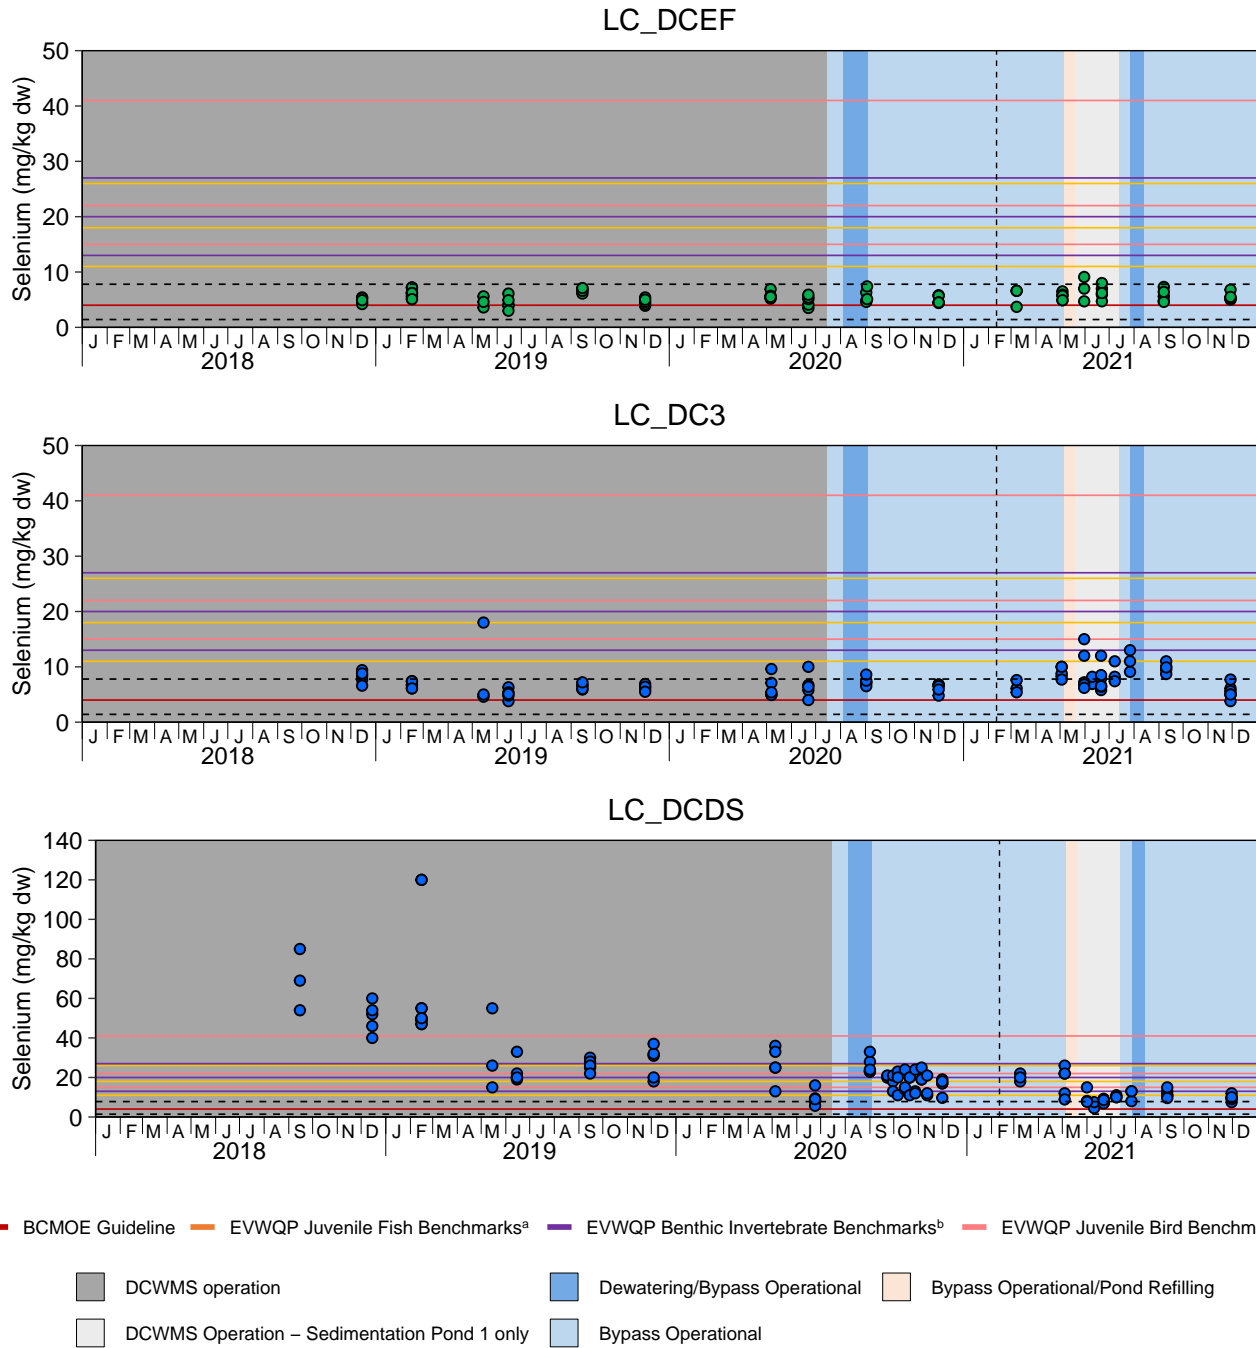 LC_DCEF
50
40
30
20
10
0
Selenium (mg/kg dw)
J F M A M J J A S O N D J F M A M J J A S O N D J F M A M J J A S O N D J F M A M J J A S O N D
2018 2019 2020 2021
LC_DC3
50
40
30
20
10
0
Selenium (mg/kg dw)
J F M A M J J A S O N D J F M A M J J A S O N D J F M A M J J A S O N D J F M A M J J A S O N D
2018 2019 2020 2021
LC_DCDS
140
120
100
80
60
40
20
0
Selenium (mg/kg dw)
J F M A M J J A S O N D J F M A M J J A S O N D J F M A M J J A S O N D J F M A M J J A S O N D
2018 2019 2020 2021
BCMOE Guideline EVWQP Juvenile Fish Benchmarksᵃ EVWQP Benthic Invertebrate Benchmarksᵇ EVWQP Juvenile Bird Benchm
DCWMS operation Dewatering/Bypass Operational Bypass Operational/Pond Refilling
DCWMS Operation – Sedimentation Pond 1 only Bypass Operational